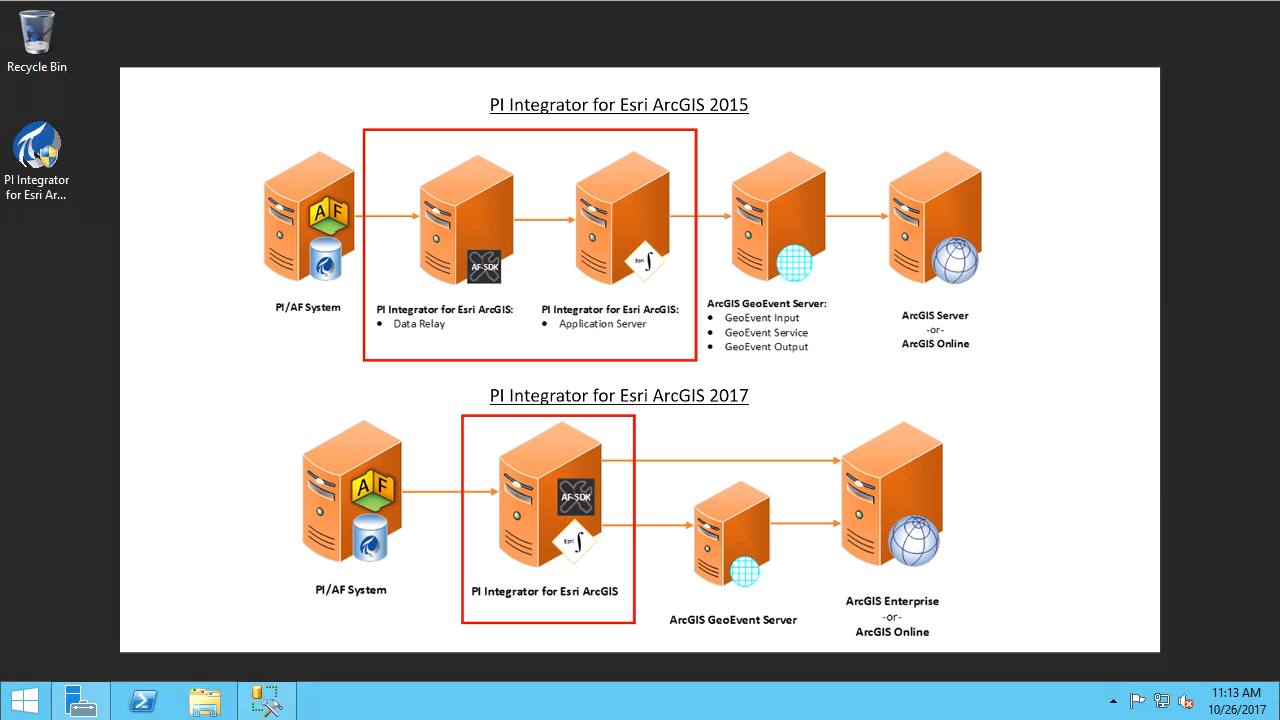 Recycle Bin
PI Integrator
for Esri Ar...
PI Integrator for Esri ArcGIS 2015
AF
AF-SDK
Esri
PI/AF System
PI Integrator for Esri ArcGIS:
• Data Relay
PI Integrator for Esri ArcGIS:
• Application Server
ArcGIS GeoEvent Server:
• GeoEvent Input
• GeoEvent Service
• GeoEvent Output
ArcGIS Server
-or-
ArcGIS Online
PI Integrator for Esri ArcGIS 2017
AF
AF-SDK
Esri
PI/AF System
PI Integrator for Esri ArcGIS
ArcGIS GeoEvent Server
ArcGIS Enterprise
-or-
ArcGIS Online
11:13 AM
10/26/2017